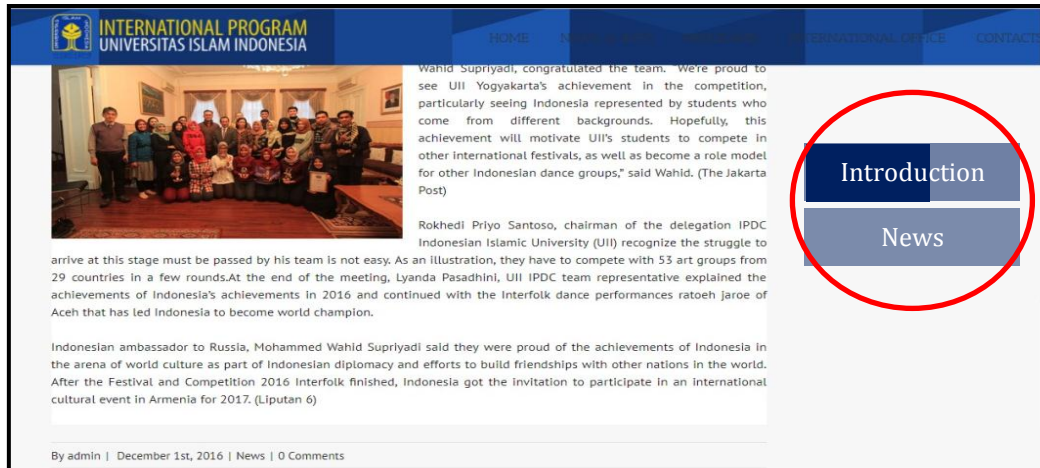 INTERNATIONAL PROGRAM
UNIVERSITAS ISLAM INDONESIA
HOME
INTERNATIONAL OFFICE
CONTACTS
Wahid Supriyadi, congratulated the team. "We're proud to
see UII Yogyakarta's achievement in the competition,
particularly seeing Indonesia represented by students who
come from different backgrounds. Hopefully, this
achievement will motivate UII's students to compete in
other international festivals, as well as become a role model
for other Indonesian dance groups," said Wahid. (The Jakarta
Post)
Rokhedi Priyo Santoso, chairman of the delegation IPDC
Indonesian Islamic University (UII) recognize the struggle to
arrive at this stage must be passed by his team is not easy. As an illustration, they have to compete with 53 art groups from
29 countries in a few rounds.At the end of the meeting, Lyanda Pasadhini, UII IPDC team representative explained the
achievements of Indonesia's achievements in 2016 and continued with the Interfolk dance performances ratoeh jaroe of
Aceh that has led Indonesia to become world champion.
Indonesian ambassador to Russia, Mohammed Wahid Supriyadi said they were proud of the achievements of Indonesia in
the arena of world culture as part of Indonesian diplomacy and efforts to build friendships with other nations in the world.
After the Festival and Competition 2016 Interfolk finished, Indonesia got the invitation to participate in an international
cultural event in Armenia for 2017. (Liputan 6)
By admin | December 1st, 2016 | News | 0 Comments
Introduction
News